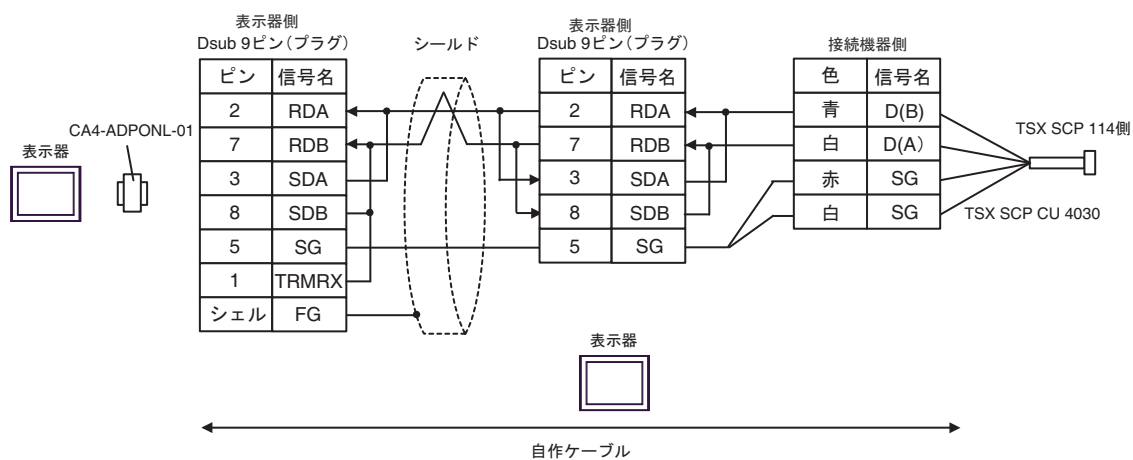 表示器側
Dsub 9ピン(プラグ)
シールド
表示器側
Dsub 9ピン(プラグ)
接続機器側
ピン 信号名
2 RDA
7 RDB
3 SDA
8 SDB
5 SG
1 TRMRX
シェル FG
ピン 信号名
2 RDA
7 RDB
3 SDA
8 SDB
5 SG
色 信号名
青 D(B)
白 D(A)
赤 SG
白 SG
CA4-ADPONL-01
表示器
TSX SCP 114側
TSX SCP CU 4030
表示器
自作ケーブル